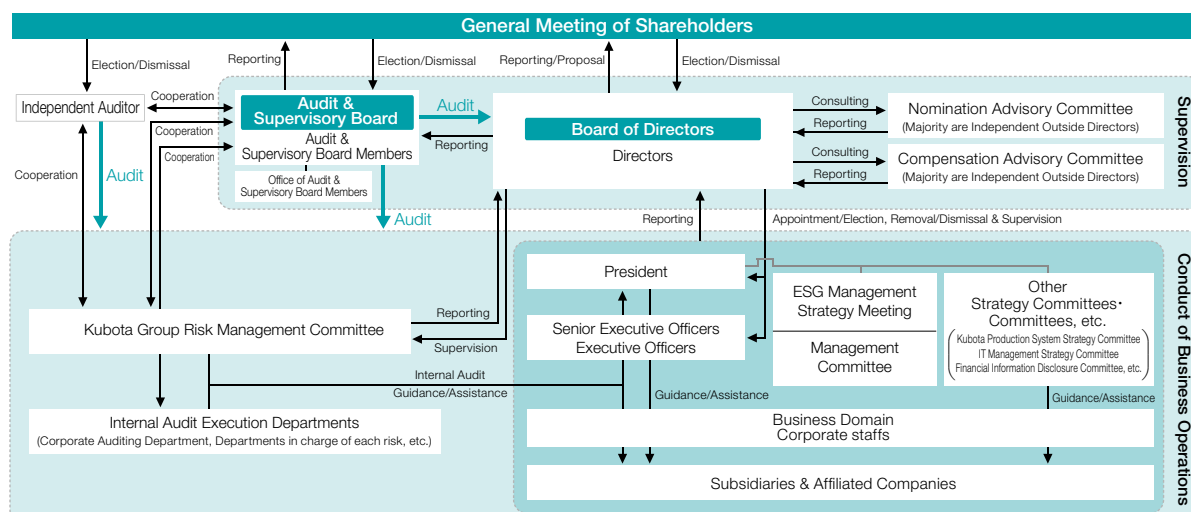 General Meeting of Shareholders
Election/Dismissal
Reporting
Election/Dismissal
Reporting/Proposal
Election/Dismissal
Independent Auditor
Cooperation
Cooperation
Cooperation
Cooperation
Audit
Audit &
Supervisory Board
Audit &
Supervisory Board Members
Office of Audit &
Supervisory Board Members
Audit
Reporting
Audit
Board of Directors
Directors
Consulting
Reporting
Consulting
Reporting
Nomination Advisory Committee
(Majority are Independent Outside Directors)
Compensation Advisory Committee
(Majority are Independent Outside Directors)
Supervision
Reporting
Appointment/Election, Removal/Dismissal & Supervision
Conduct of Business Operations
Kubota Group Risk Management Committee
Reporting
Supervision
President
Senior Executive Officers
Executive Officers
ESG Management
Strategy Meeting
Management
Committee
Other
Strategy Committees・
Committees, etc.
(Kubota Production System Strategy Committee
IT Management Strategy Committee
Financial Information Disclosure Committee, etc.)
Internal Audit
Guidance/Assistance
Guidance/Assistance
Guidance/Assistance
Internal Audit Execution Departments
(Corporate Auditing Department, Departments in charge of each risk, etc.)
Business Domain
Corporate staffs
Subsidiaries & Affiliated Companies